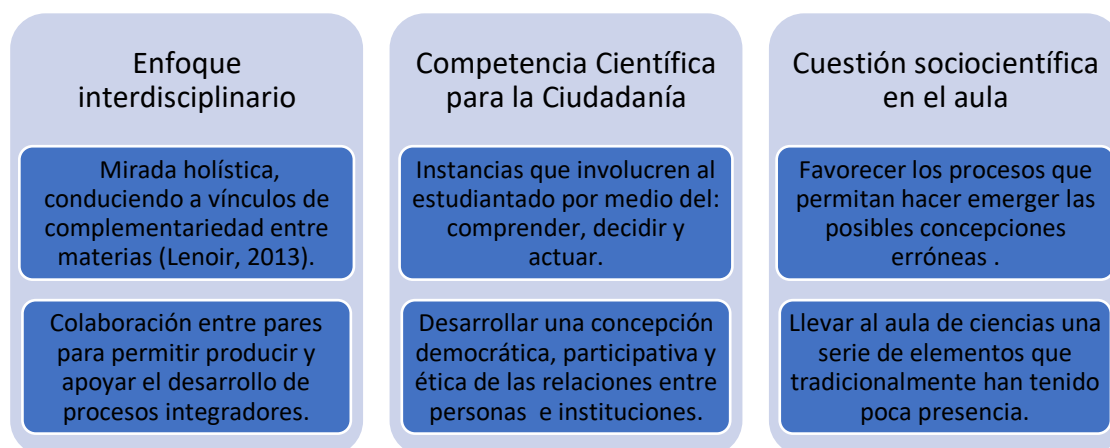 Enfoque
interdisciplinario
Mirada holística,
conduciendo a vínculos de
complementariedad entre
materias (Lenoir, 2013).
Colaboración entre pares
para permitir producir y
apoyar el desarrollo de
procesos integradores.
Competencia Científica
para la Ciudadanía
Instancias que involucren al
estudiantado por medio del:
comprender, decidir y
actuar.
Desarrollar una concepción
democrática, participativa y
ética de las relaciones entre
personas e instituciones.
Cuestión sociocientífica
en el aula
Favorecer los procesos que
permitan hacer emerger las
posibles concepciones
erróneas .
Llevar al aula de ciencias una
serie de elementos que
tradicionalmente han tenido
poca presencia.